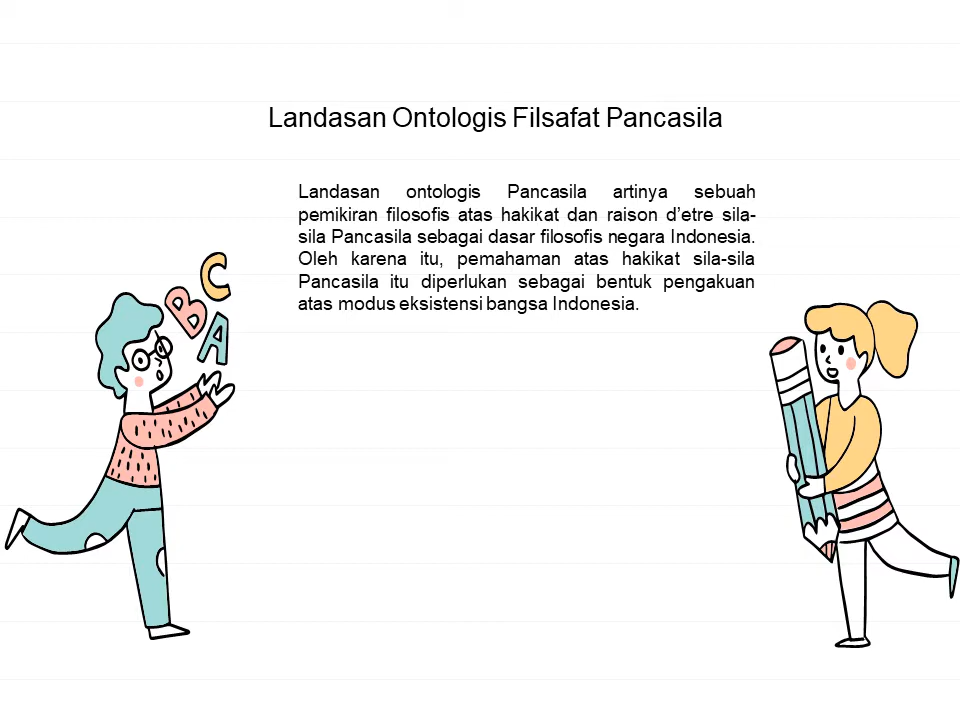 Landasan Ontologis Filsafat Pancasila
Landasan ontologis Pancasila artinya sebuah
pemikiran filosofis atas hakikat dan raison d’etre sila-
sila Pancasila sebagai dasar filosofis negara Indonesia.
Oleh karena itu, pemahaman atas hakikat sila-sila
Pancasila itu diperlukan sebagai bentuk pengakuan
atas modus eksistensi bangsa Indonesia.
C
B
A